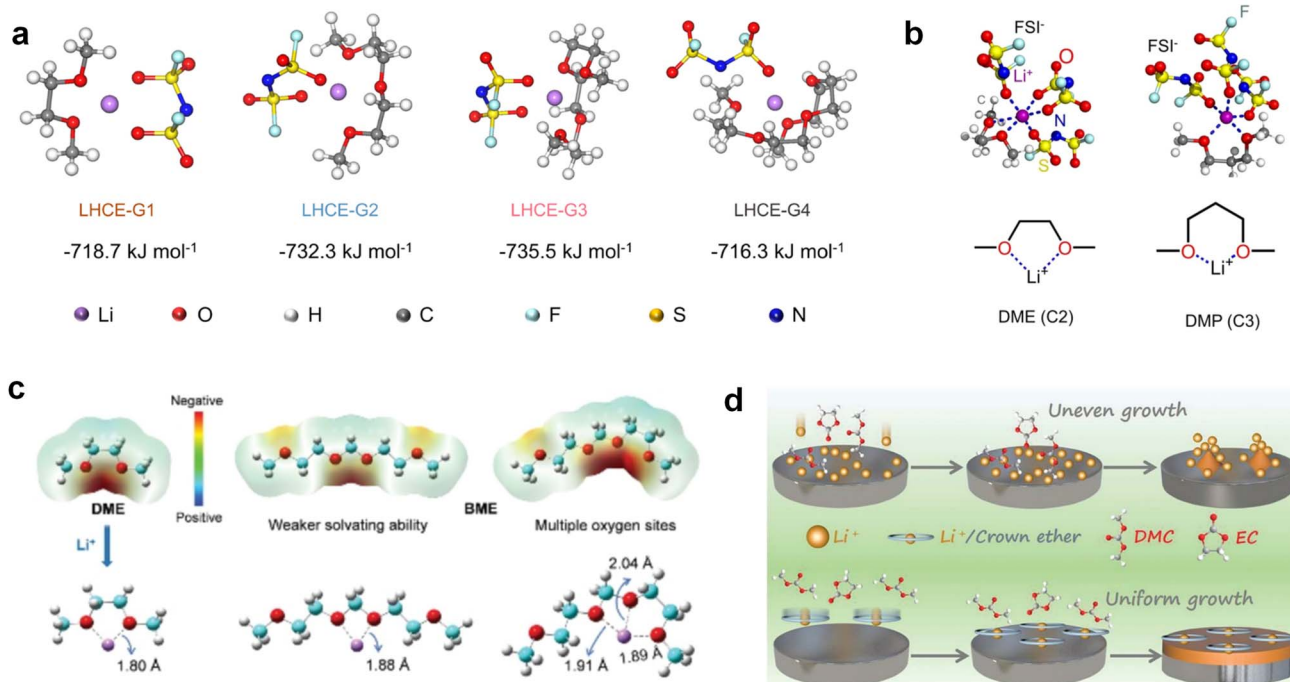 a
LHCE-G1
LHCE-G2
LHCE-G3
LHCE-G4
-718.7 kJ mol⁻¹
-732.3 kJ mol⁻¹
-735.5 kJ mol⁻¹
-716.3 kJ mol⁻¹
Li
O
H
C
F
S
N
b
FSI⁻
Li⁺
O
N
S
FSI⁻
F
O
O
Li⁺
O
O
Li⁺
DME (C2)
DMP (C3)
c
Negative
Positive
DME
Weaker solvating ability
BME
Multiple oxygen sites
Li⁺
1.80 Å
1.88 Å
2.04 Å
1.91 Å
1.89 Å
d
Uneven growth
Li⁺
Li⁺/Crown ether
DMC
EC
Uniform growth